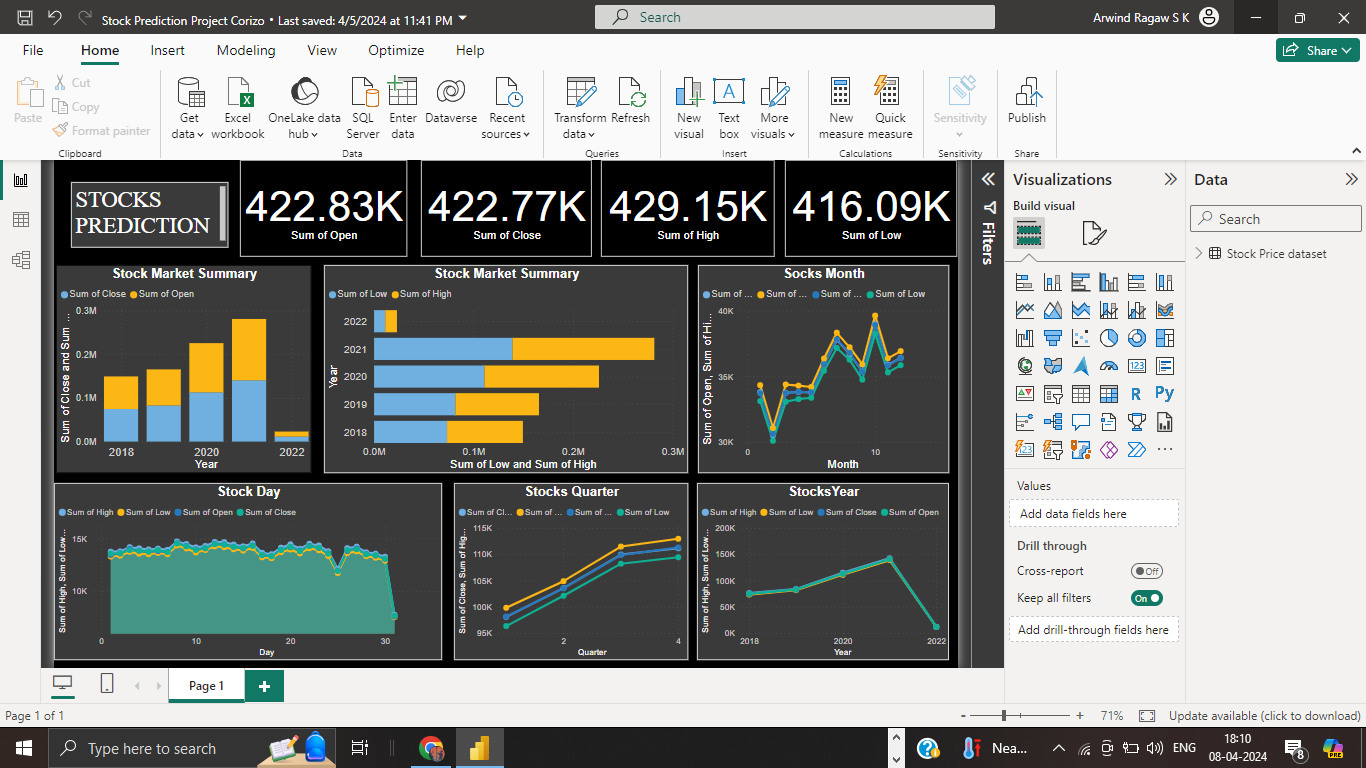 Stock Prediction Project Corizo • Last saved: 4/5/2024 at 11:41 PM
Search
Arwind Ragaw S K
File
Home
Insert
Modeling
View
Optimize
Help
Share
Paste
Cut
Copy
Format painter
Get data
Excel workbook
OneLake data hub
SQL Server
Enter data
Dataverse
Recent sources
Transform data
Refresh
New visual
Text box
More visuals
New measure
Quick measure
Sensitivity
Publish
Clipboard
Data
Queries
Insert
Calculations
Sensitivity
Share
STOCKS
PREDICTION
422.83K
Sum of Open
422.77K
Sum of Close
429.15K
Sum of High
416.09K
Sum of Low
Stock Market Summary
Sum of Close Sum of Open
Sum of Close and Sum ...
0.3M
0.2M
0.1M
0.0M
2018 2020 2022
Year
Stock Market Summary
Sum of Low Sum of High
Year
2022
2021
2020
2019
2018
0.0M 0.1M 0.2M 0.3M
Sum of Low and Sum of High
Socks Month
Sum of ... Sum of ... Sum of ... Sum of Low
Sum of Open, Sum of Hi...
40K
35K
30K
0 10
Month
Stock Day
Sum of High Sum of Low Sum of Open Sum of Close
Sum of High, Sum of Low...
15K
10K
0 10 20 30
Day
Stocks Quarter
Sum of Cl... Sum of ... Sum of ... Sum of Low
Sum of Close, Sum of Hig...
115K
110K
105K
100K
95K
2 4
Quarter
StocksYear
Sum of High Sum of Low Sum of Close Sum of Open
Sum of High, Sum of Low...
200K
150K
100K
50K
0K
2018 2020 2022
Year
Filters
Visualizations
Build visual
123
R
Py
123
Values
Add data fields here
Drill through
Cross-report
Off
Keep all filters
On
Add drill-through fields here
Data
Search
Stock Price dataset
Page 1
Page 1 of 1
71%
Update available (click to download)
Type here to search
Nea...
ENG
18:10
08-04-2024
8
PRE